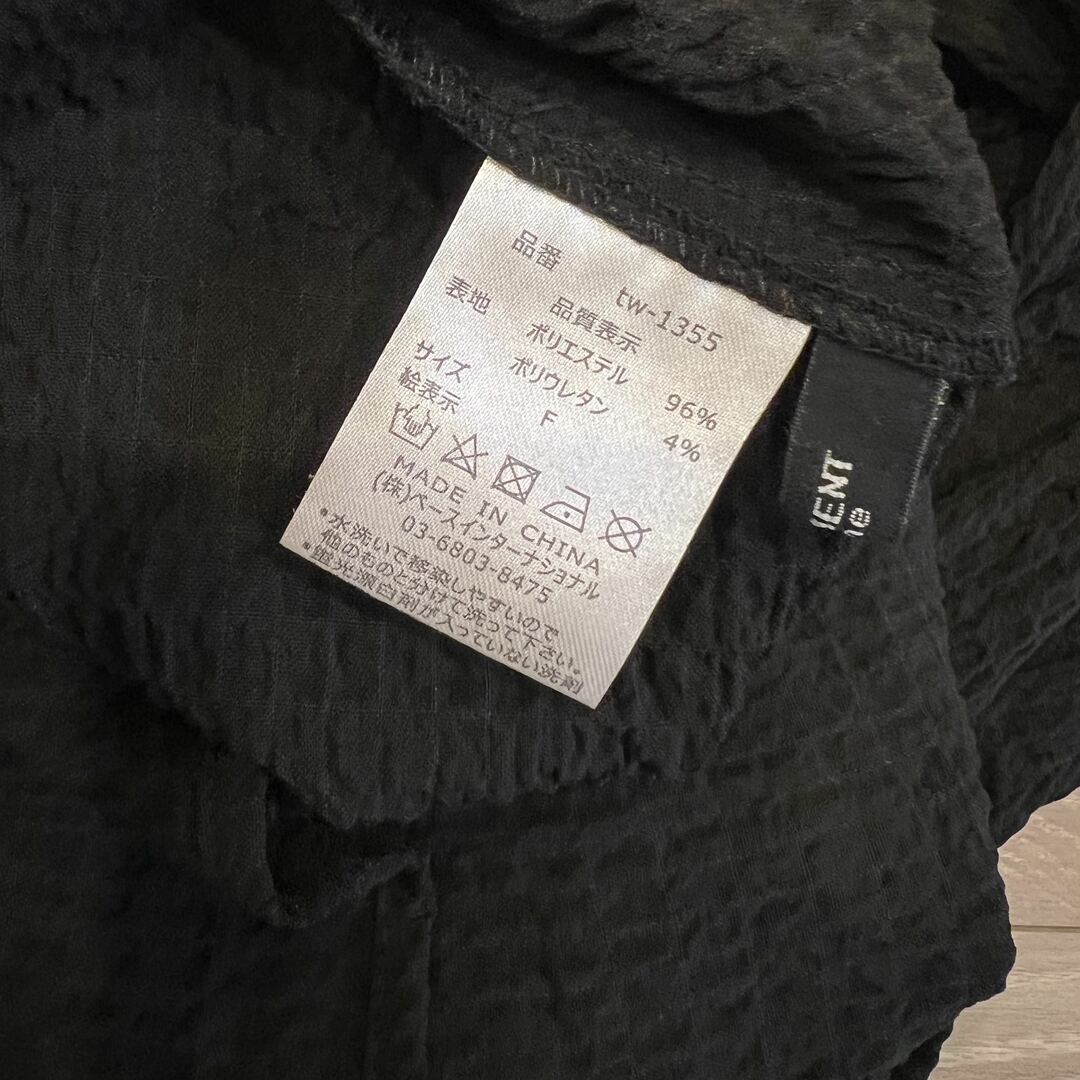 品番 tw-1355
品質表示
表地 ポリエステル 96%
ポリウレタン 4%
サイズ F
絵表示
MADE IN CHINA
(株)ベースインターナショナル
03-6803-8475
*水洗いで移染しやすいので
他のものと分けて洗って下さい。
*蛍光漂白剤が入っていない洗剤
IENT